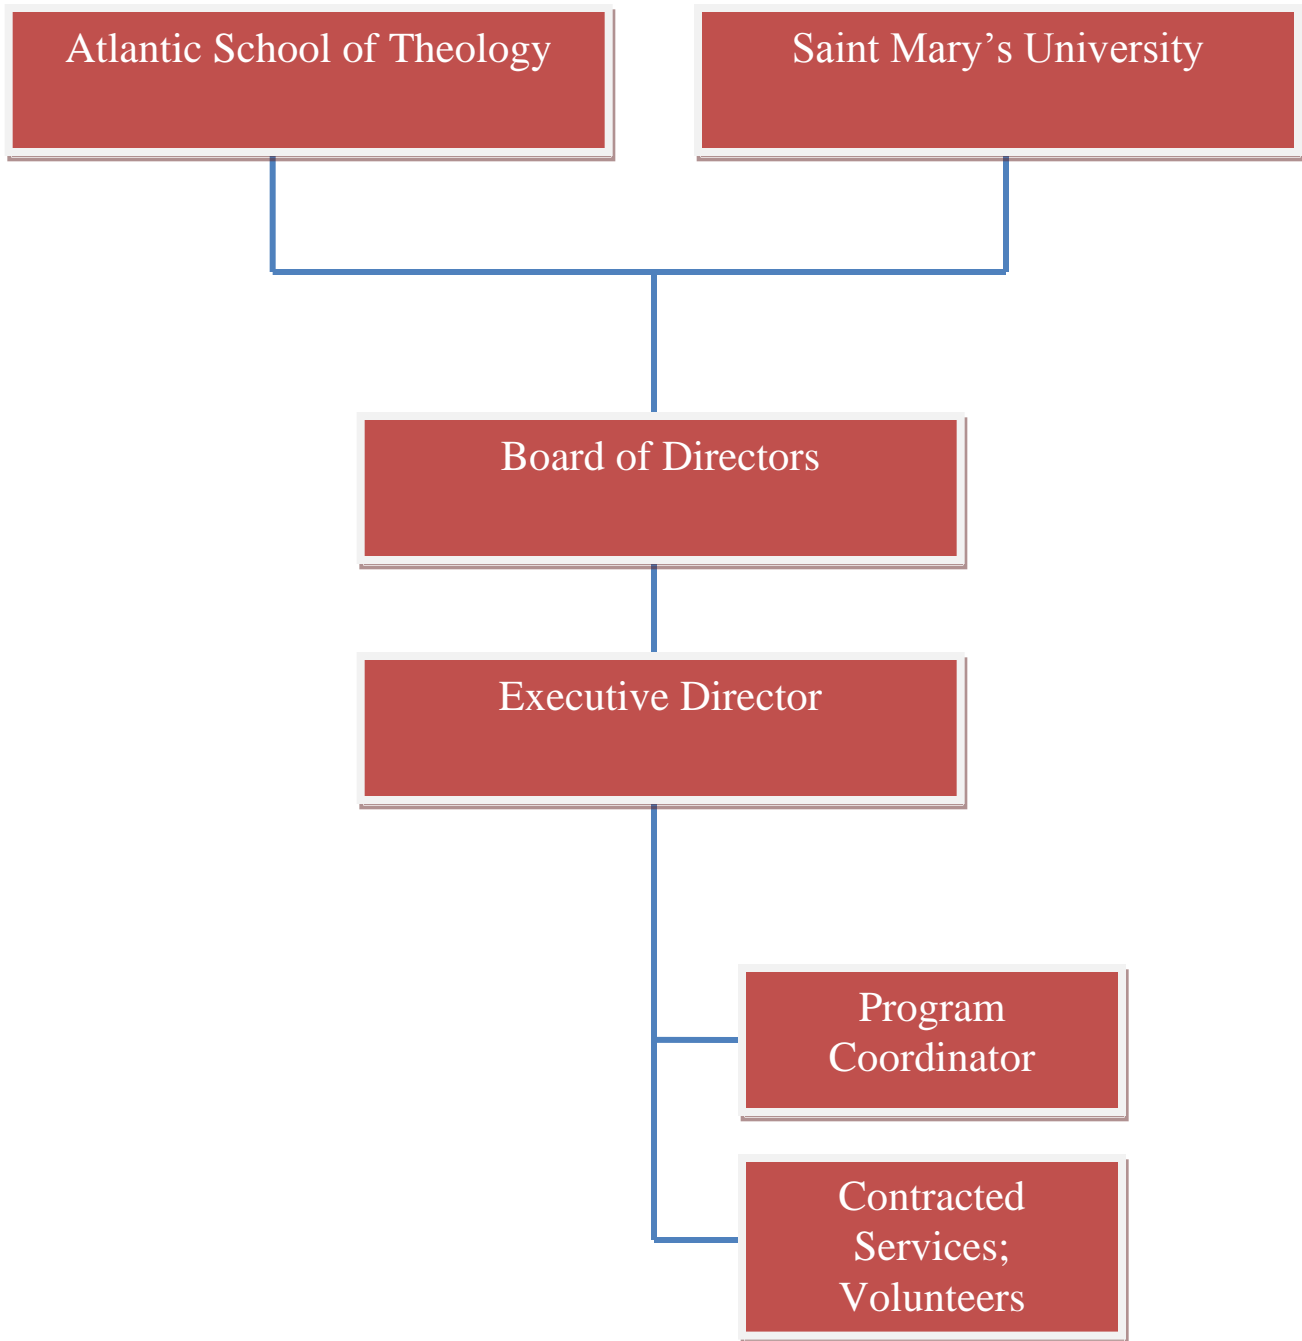 Atlantic School of Theology
Saint Mary’s University
Board of Directors
Executive Director
Program
Coordinator
Contracted
Services;
Volunteers